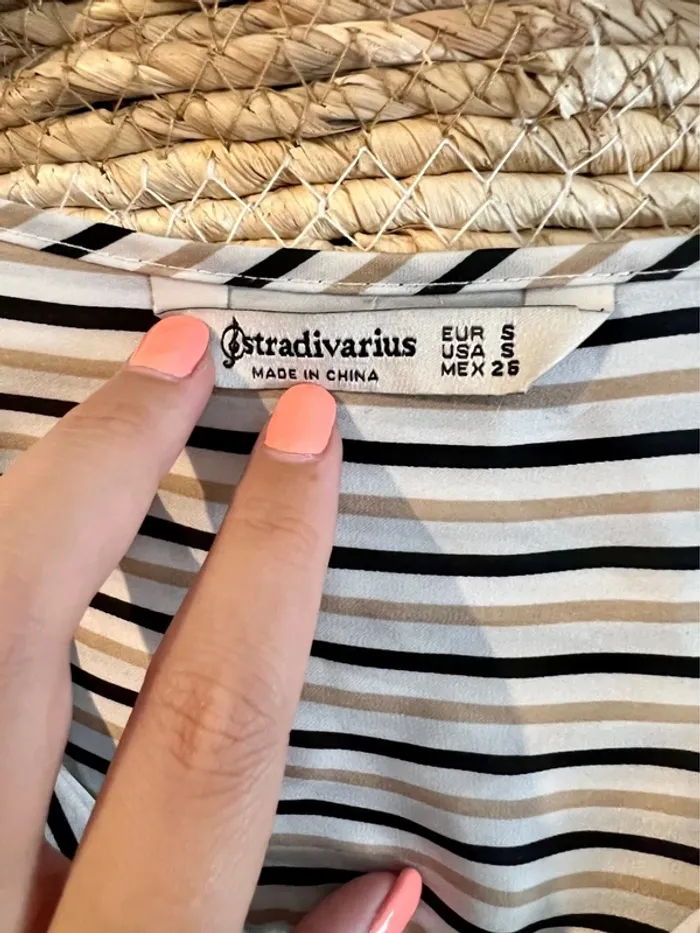 stradivarius
MADE IN CHINA
EUR S
USA S
MEX 26